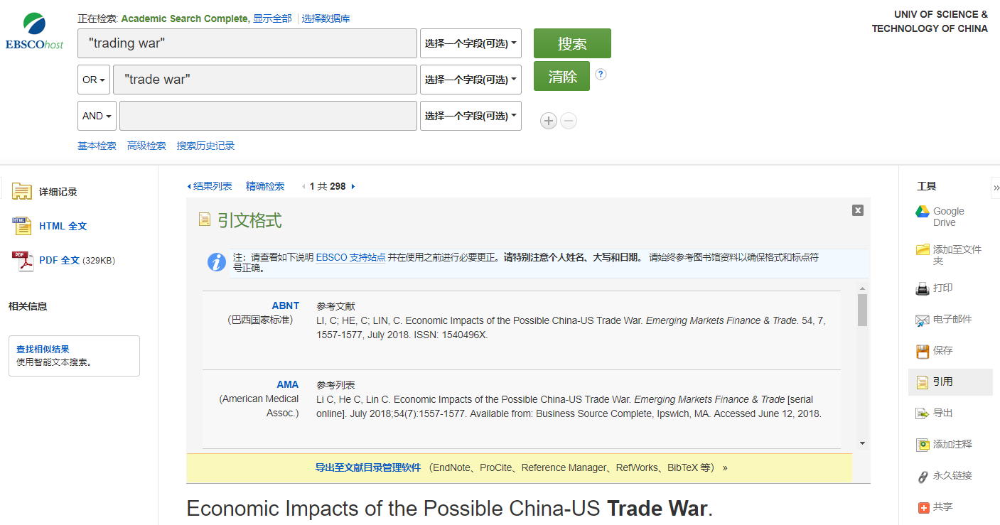 EBSCOhost
正在检索: Academic Search Complete, 显示全部 选择数据库
UNIV OF SCIENCE &
TECHNOLOGY OF CHINA
"trading war" 选择一个字段(可选) 搜索
OR "trade war" 选择一个字段(可选) 清除 ?
AND 选择一个字段(可选)
基本检索 高级检索 搜索历史记录
详细记录
HTML 全文
PDF 全文 (329KB)
相关信息
查找相似结果
使用智能文本搜索。
结果列表 精确检索 1 共 298
引文格式
注：请查看如下说明 EBSCO 支持站点 并在使用之前进行必要更正。请特别注意个人姓名、大写和日期。 请始终参考图书馆资料以确保格式和标点符
号正确。
ABNT
(巴西国家标准)
参考文献
LI, C; HE, C; LIN, C. Economic Impacts of the Possible China-US Trade War. Emerging Markets Finance & Trade. 54, 7,
1557-1577, July 2018. ISSN: 1540496X.
AMA
(American Medical
Assoc.)
参考列表
Li C, He C, Lin C. Economic Impacts of the Possible China-US Trade War. Emerging Markets Finance & Trade [serial
online]. July 2018;54(7):1557-1577. Available from: Business Source Complete, Ipswich, MA. Accessed June 12, 2018.
导出至文献目录管理软件 （EndNote、ProCite、Reference Manager、RefWorks、BibTeX 等） »
Economic Impacts of the Possible China-US Trade War.
工具 »
Google
Drive
添加至文件
夹
打印
电子邮件
保存
引用
导出
添加注释
永久链接
共享